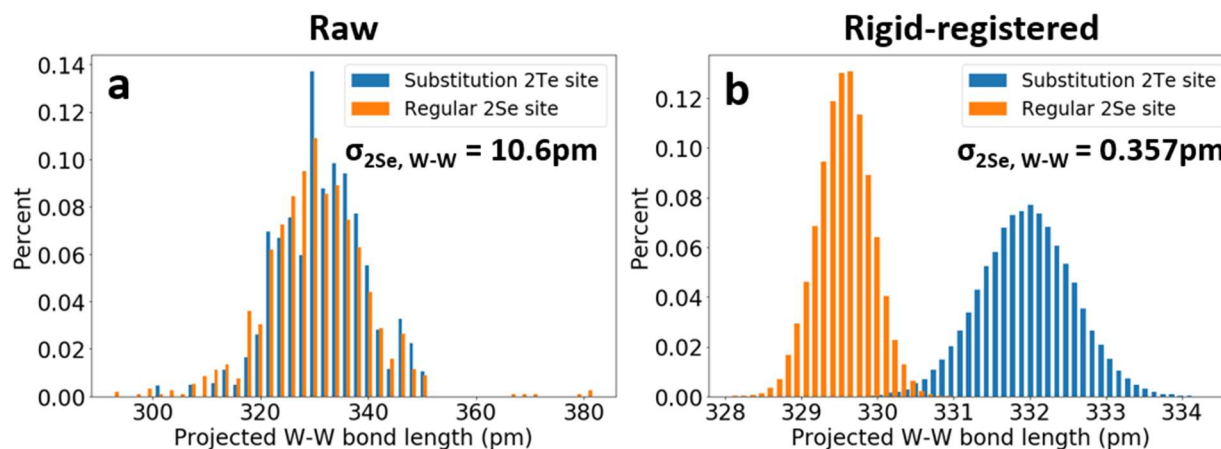 Raw
a
Substitution 2Te site
Regular 2Se site
σ2Se, W-W = 10.6pm
Percent
0.14
0.12
0.10
0.08
0.06
0.04
0.02
0.00
300
320
340
360
380
Projected W-W bond length (pm)
Rigid-registered
b
Substitution 2Te site
Regular 2Se site
σ2Se, W-W = 0.357pm
Percent
0.12
0.10
0.08
0.06
0.04
0.02
0.00
328
329
330
331
332
333
334
Projected W-W bond length (pm)